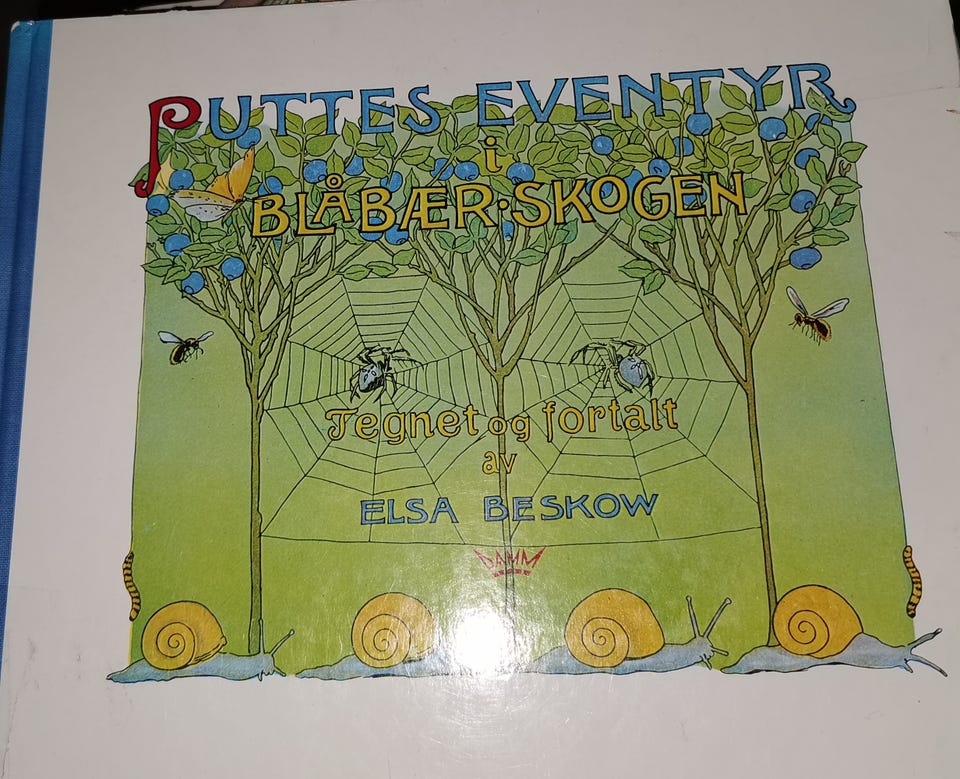 PUTTES EVENTYR
i
BLÅBÆR·SKOGEN
Tegnet og fortalt
av
ELSA BESKOW
DAMM